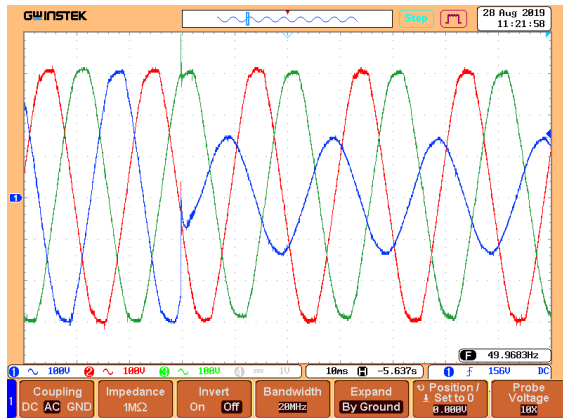 GWINSTEK
Stop
28 Aug 2019
11:21:58
1
F 49.9683Hz
1 100V 2 100V 3 100V 4 1V 10ms H -5.637s 1 156V DC
1
Coupling
DC AC GND
Impedance
1MΩ
Invert
On Off
Bandwidth
20MHz
Expand
By Ground
Position /
Set to 0
0.000V
Probe
Voltage
10X